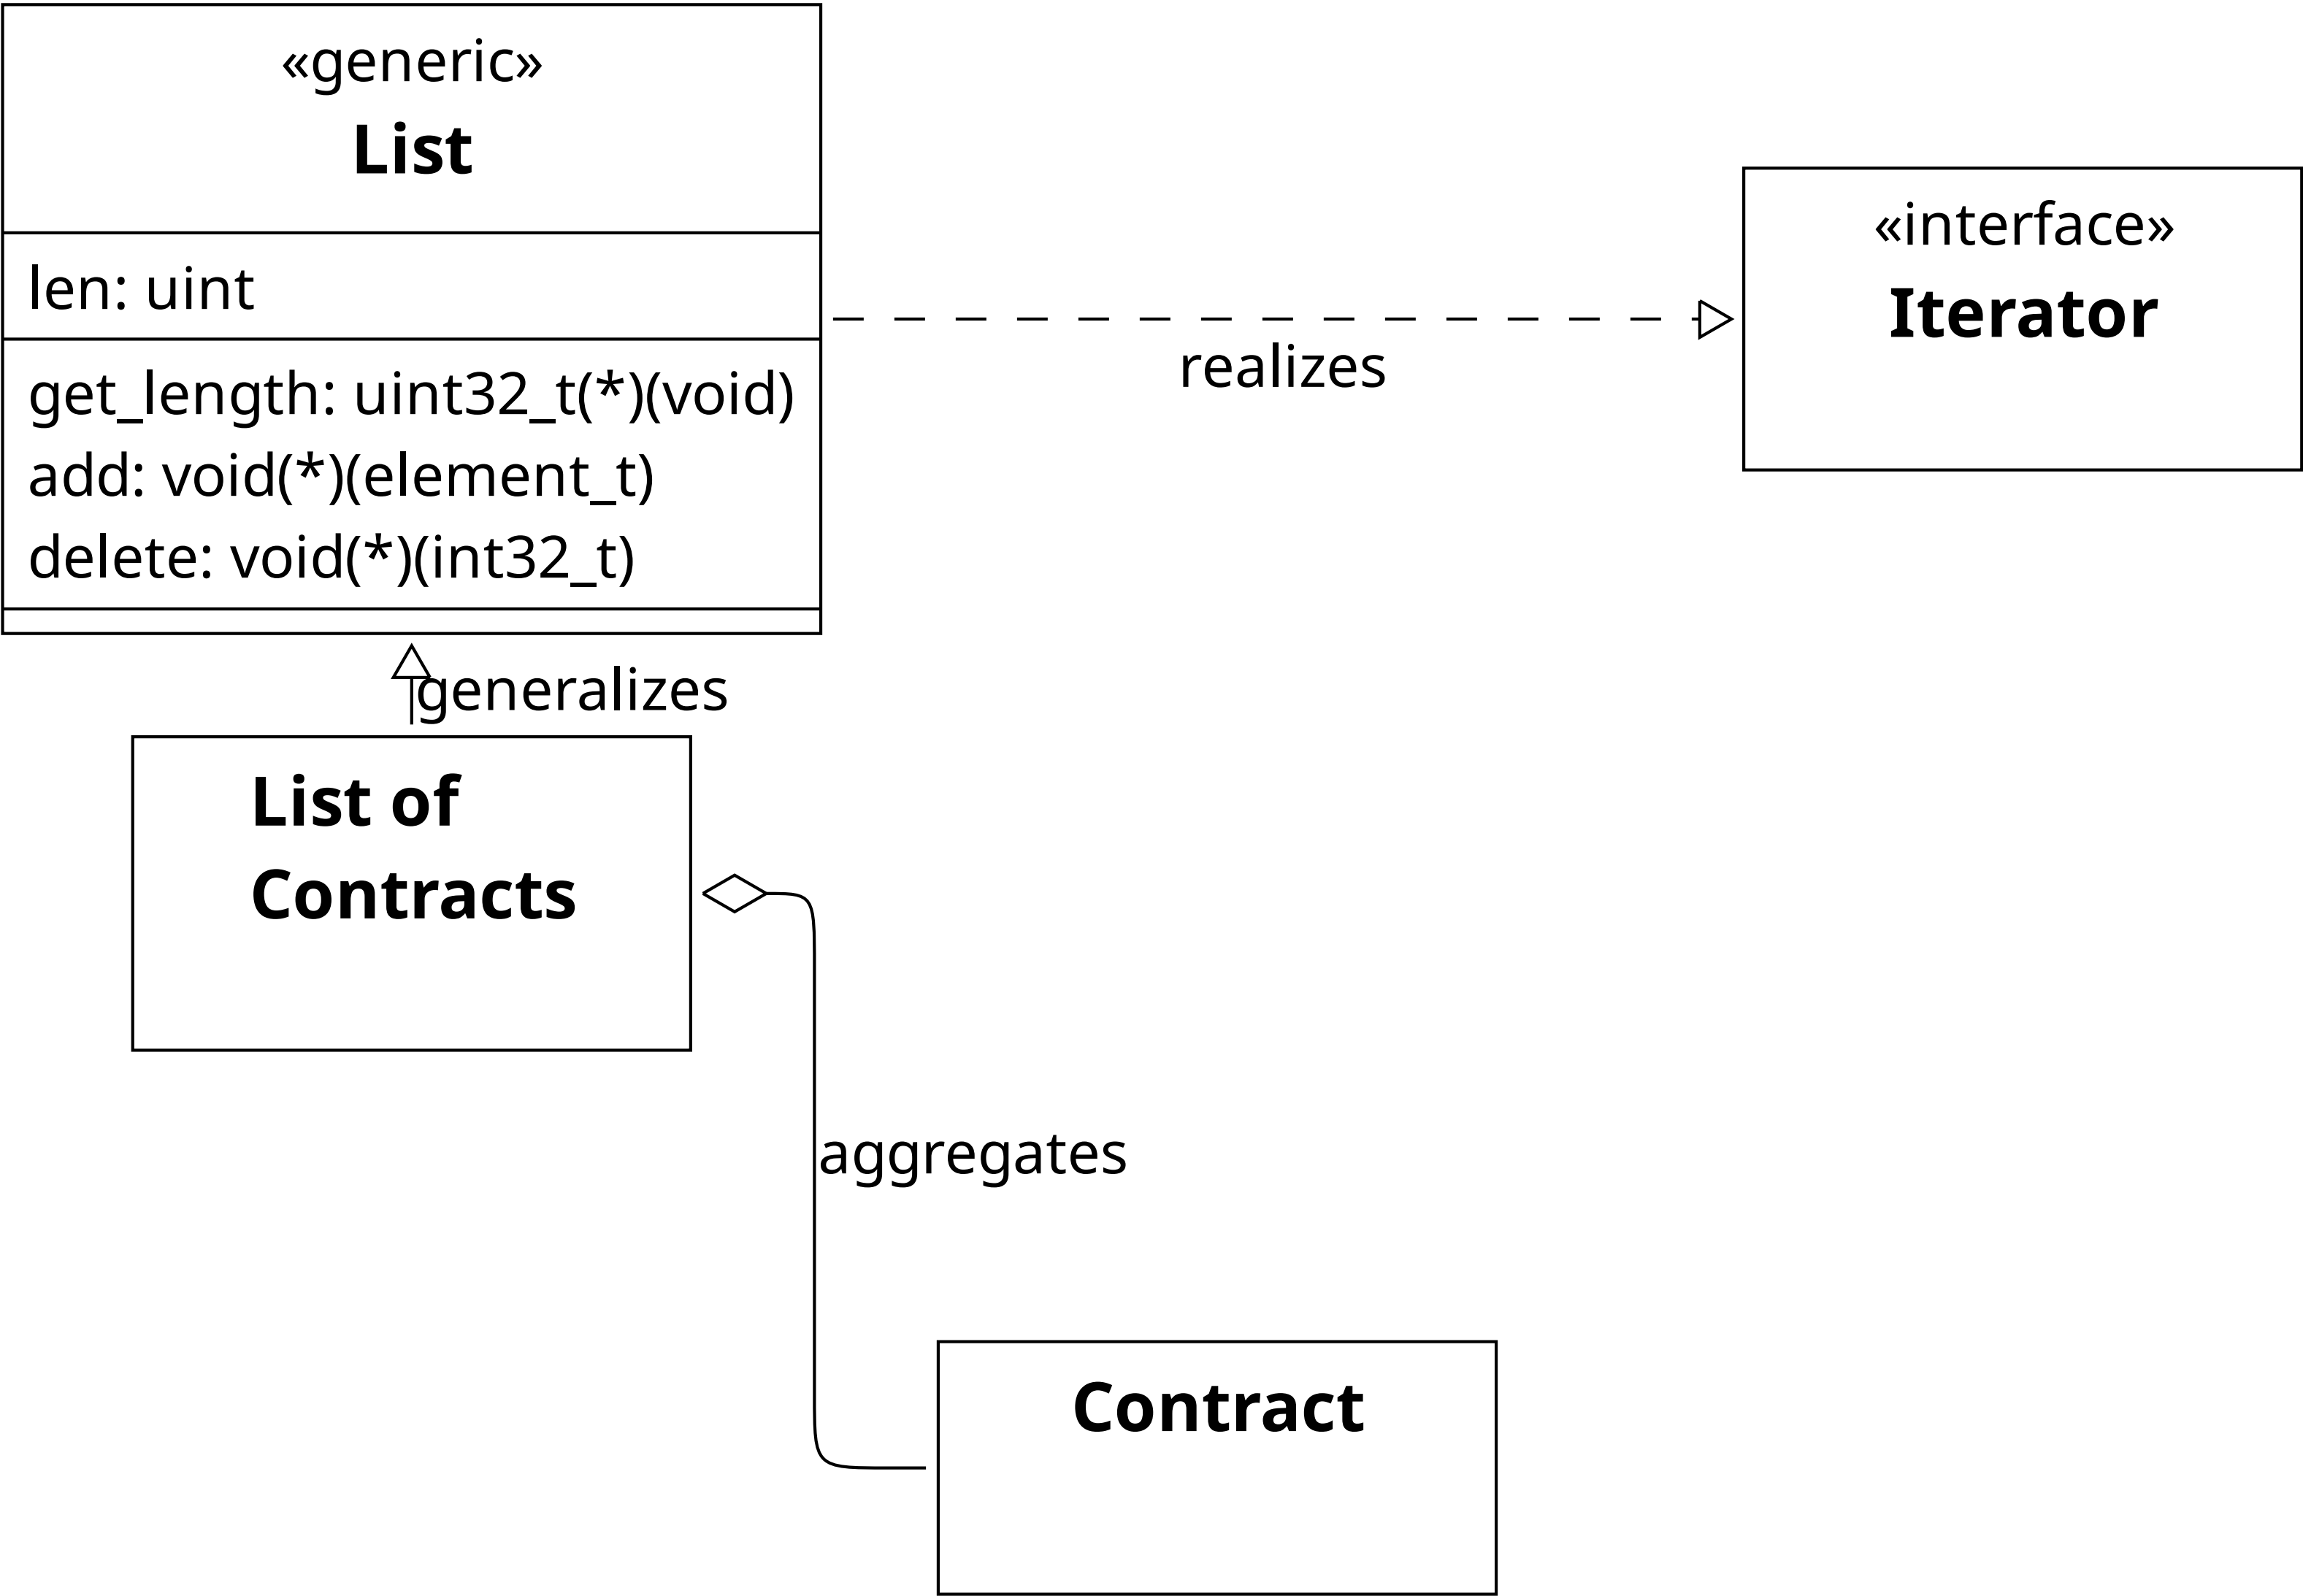 «generic»
List
len: uint
get_length: uint32_t(*)(void)
add: void(*)(element_t)
delete: void(*)(int32_t)
«interface»
Iterator
realizes
generalizes
List of
Contracts
aggregates
Contract